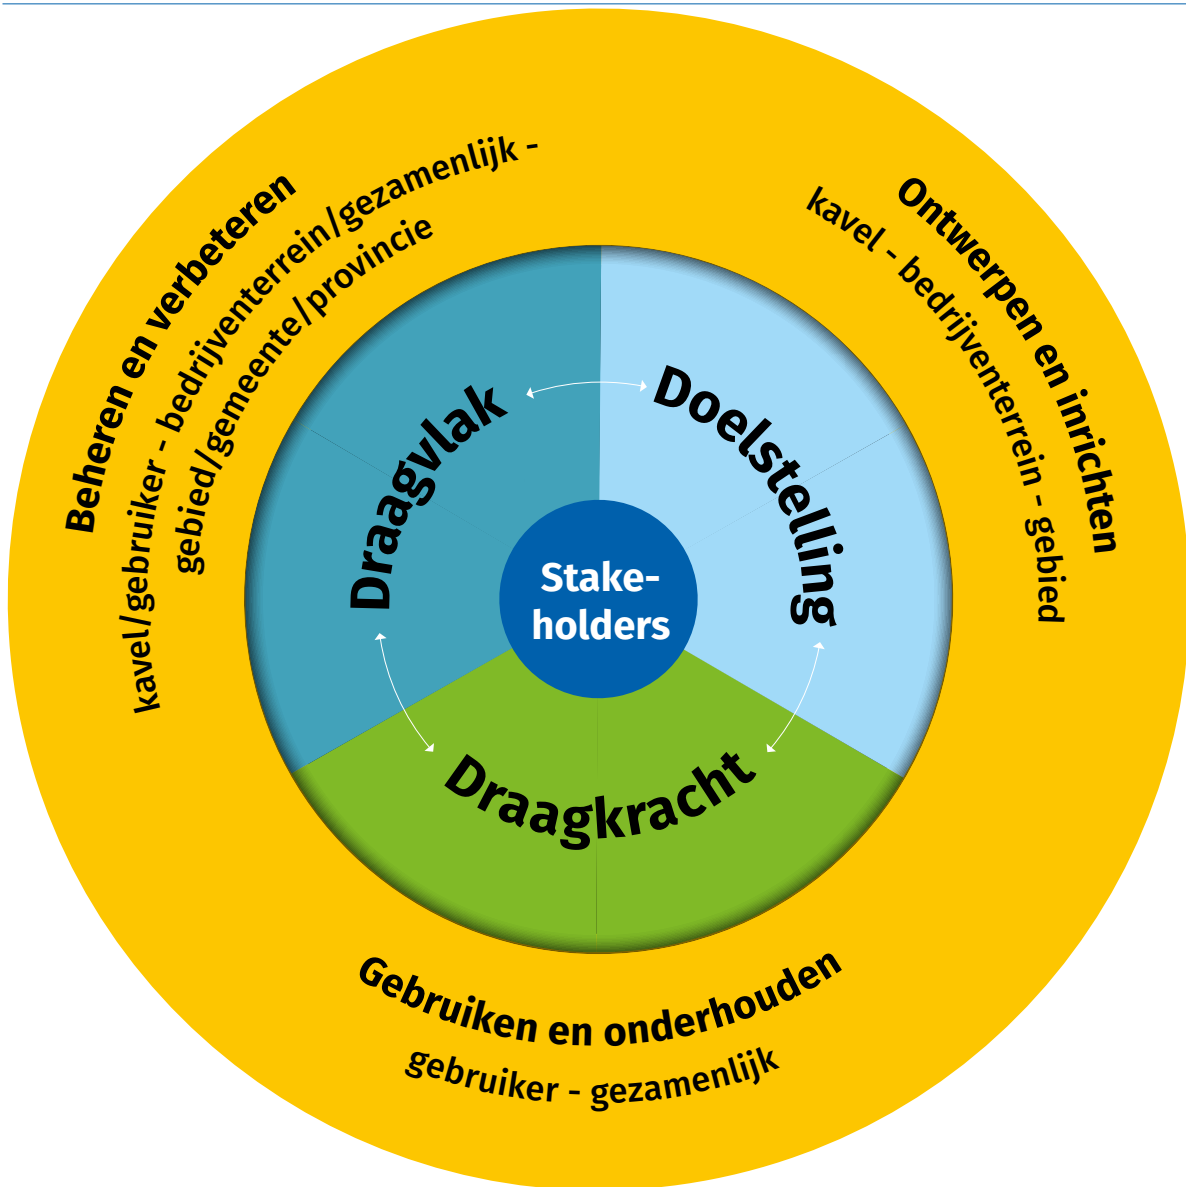 Beheren en verbeteren
kavel/gebruiker - bedrijventerrein/gezamenlijk -
gebied/gemeente/provincie
Ontwerpen en inrichten
kavel - bedrijventerrein - gebied
Draagvlak
Doelstelling
Stake-
holders
Draagkracht
Gebruiken en onderhouden
gebruiker - gezamenlijk